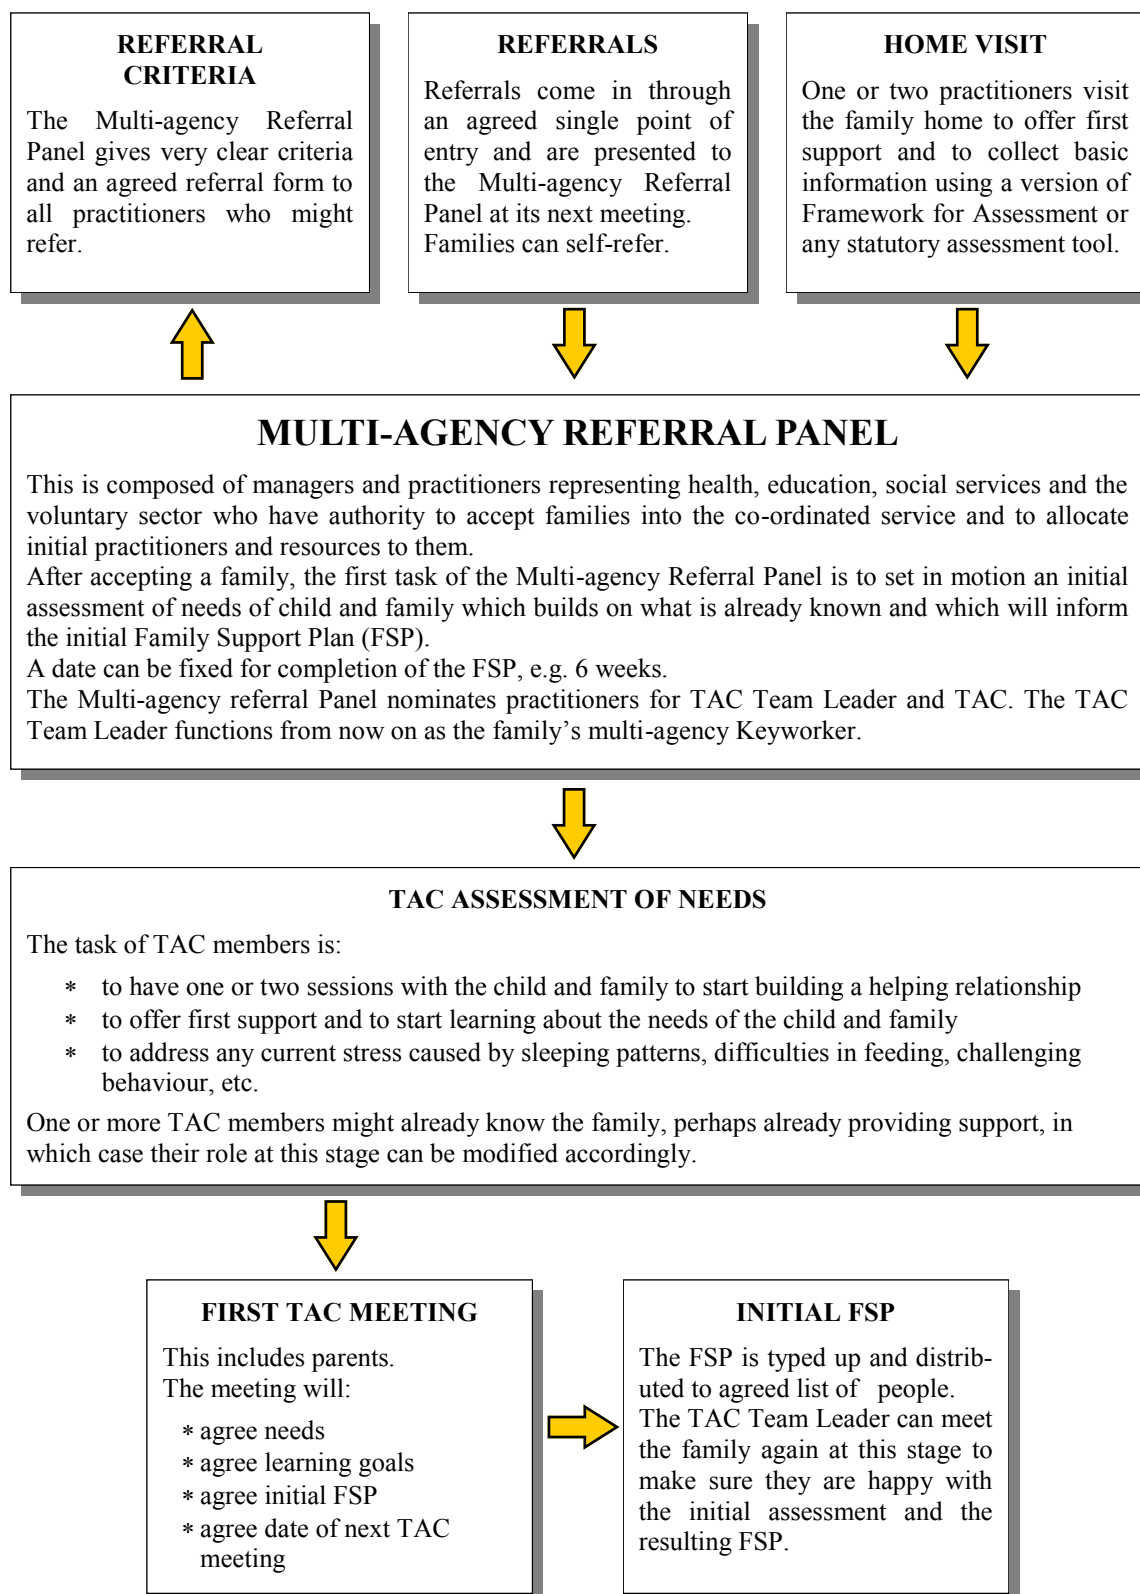 REFERRAL
CRITERIA
The Multi-agency Referral
Panel gives very clear criteria
and an agreed referral form to
all practitioners who might
refer.
REFERRALS
Referrals come in through
an agreed single point of
entry and are presented to
the Multi-agency Referral
Panel at its next meeting.
Families can self-refer.
HOME VISIT
One or two practitioners visit
the family home to offer first
support and to collect basic
information using a version of
Framework for Assessment or
any statutory assessment tool.
MULTI-AGENCY REFERRAL PANEL
This is composed of managers and practitioners representing health, education, social services and the
voluntary sector who have authority to accept families into the co-ordinated service and to allocate
initial practitioners and resources to them.
After accepting a family, the first task of the Multi-agency Referral Panel is to set in motion an initial
assessment of needs of child and family which builds on what is already known and which will inform
the initial Family Support Plan (FSP).
A date can be fixed for completion of the FSP, e.g. 6 weeks.
The Multi-agency referral Panel nominates practitioners for TAC Team Leader and TAC. The TAC
Team Leader functions from now on as the family's multi-agency Keyworker.
TAC ASSESSMENT OF NEEDS
The task of TAC members is:
* to have one or two sessions with the child and family to start building a helping relationship
* to offer first support and to start learning about the needs of the child and family
* to address any current stress caused by sleeping patterns, difficulties in feeding, challenging
behaviour, etc.
One or more TAC members might already know the family, perhaps already providing support, in
which case their role at this stage can be modified accordingly.
FIRST TAC MEETING
This includes parents.
The meeting will:
* agree needs
* agree learning goals
* agree initial FSP
* agree date of next TAC
meeting
INITIAL FSP
The FSP is typed up and distrib-
uted to agreed list of people.
The TAC Team Leader can meet
the family again at this stage to
make sure they are happy with
the initial assessment and the
resulting FSP.